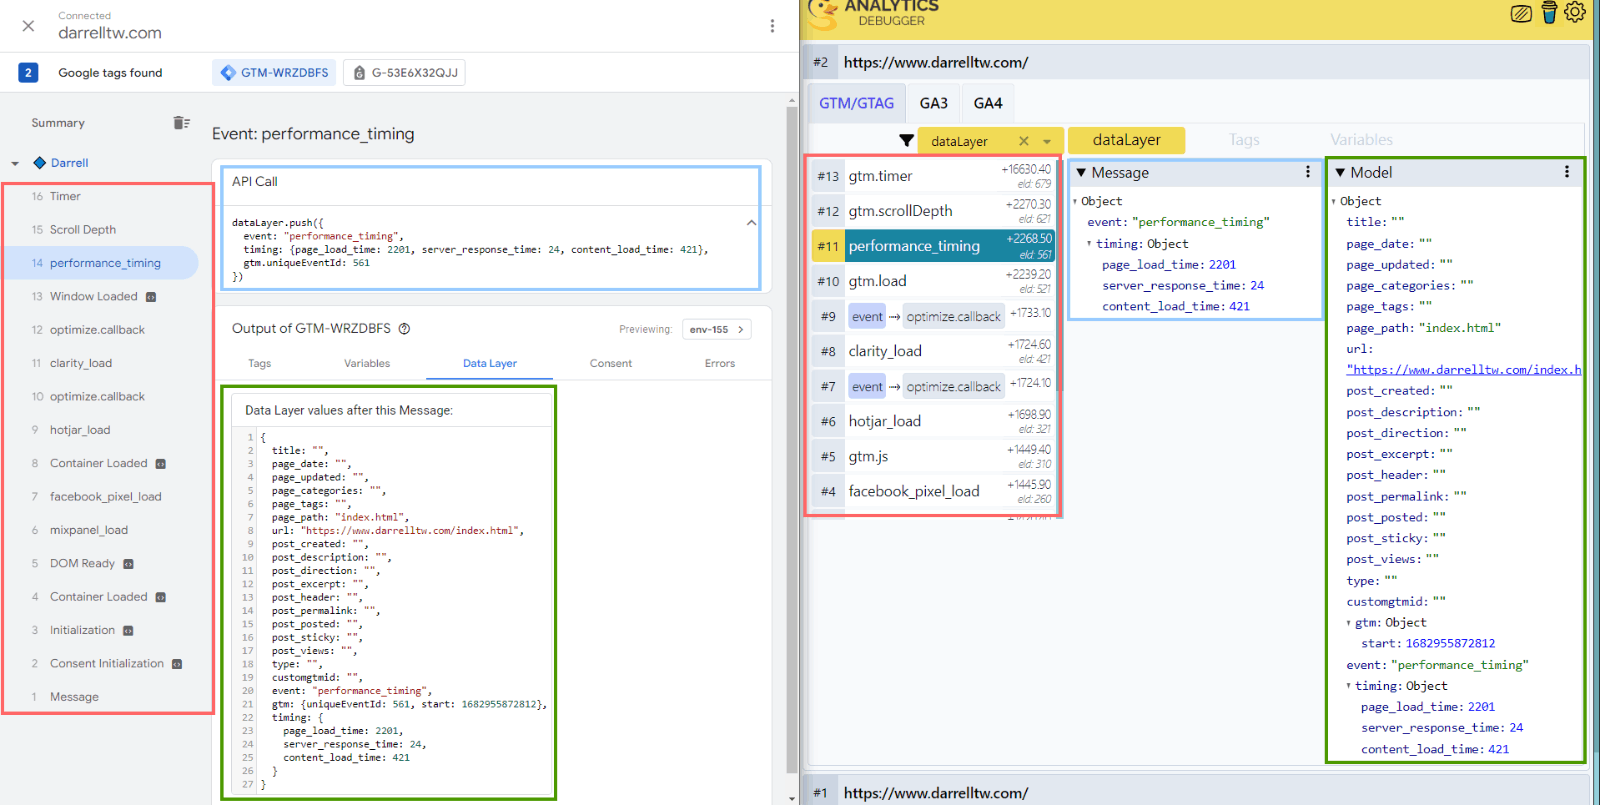 Connected
darrelltw.com
2
Google tags found
GTM-WRZDBFS
G-53E6X32QJJ
Summary
Darrell
16 Timer
15 Scroll Depth
14 performance_timing
13 Window Loaded
12 optimize.callback
11 clarity_load
10 optimize.callback
9 hotjar_load
8 Container Loaded
7 facebook_pixel_load
6 mixpanel_load
5 DOM Ready
4 Container Loaded
3 Initialization
2 Consent Initialization
1 Message
Event: performance_timing
API Call
dataLayer.push({
event: "performance_timing",
timing: {page_load_time: 2201, server_response_time: 24, content_load_time: 421},
gtm.uniqueEventId: 561
})
Output of GTM-WRZDBFS
Previewing: env-155
Tags Variables Data Layer Consent Errors
Data Layer values after this Message:
1 {
2 title: "",
3 page_date: "",
4 page_updated: "",
5 page_categories: "",
6 page_tags: "",
7 page_path: "index.html",
8 url: "https://www.darrelltw.com/index.html",
9 post_created: "",
10 post_description: "",
11 post_direction: "",
12 post_excerpt: "",
13 post_header: "",
14 post_permalink: "",
15 post_posted: "",
16 post_sticky: "",
17 post_views: "",
18 type: "",
19 customgtmid: "",
20 event: "performance_timing",
21 gtm: {uniqueEventId: 561, start: 1682955872812},
22 timing: {
23 page_load_time: 2201,
24 server_response_time: 24,
25 content_load_time: 421
26 }
27 }
ANALYTICS
DEBUGGER
#2 https://www.darrelltw.com/
GTM/GTAG GA3 GA4
dataLayer
dataLayer Tags Variables
#13 gtm.timer +16630.40
eId: 679
#12 gtm.scrollDepth +2270.30
eId: 621
#11 performance_timing +2268.50
eId: 561
#10 gtm.load +2239.20
eId: 521
#9 event → optimize.callback +1733.10
#8 clarity_load +1724.60
eId: 421
#7 event → optimize.callback +1724.10
#6 hotjar_load +1698.90
eId: 321
#5 gtm.js +1449.40
eId: 310
#4 facebook_pixel_load +1445.90
eId: 260
Message
Object
event: "performance_timing"
timing: Object
page_load_time: 2201
server_response_time: 24
content_load_time: 421
Model
Object
title: ""
page_date: ""
page_updated: ""
page_categories: ""
page_tags: ""
page_path: "index.html"
url:
"https://www.darrelltw.com/index.h
post_created: ""
post_description: ""
post_direction: ""
post_excerpt: ""
post_header: ""
post_permalink: ""
post_posted: ""
post_sticky: ""
post_views: ""
type: ""
customgtmid: ""
gtm: Object
start: 1682955872812
event: "performance_timing"
timing: Object
page_load_time: 2201
server_response_time: 24
content_load_time: 421
#1 https://www.darrelltw.com/